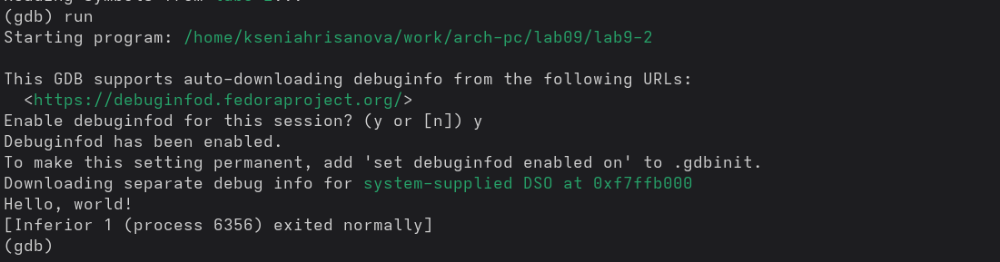 (gdb) run
Starting program: /home/kseniahrisanova/work/arch-pc/lab09/lab9-2
This GDB supports auto-downloading debuginfo from the following URLs:
<https://debuginfod.fedoraproject.org/>
Enable debuginfod for this session? (y or [n]) y
Debuginfod has been enabled.
To make this setting permanent, add 'set debuginfod enabled on' to .gdbinit.
Downloading separate debug info for system-supplied DSO at 0xf7ffb000
Hello, world!
[Inferior 1 (process 6356) exited normally]
(gdb)